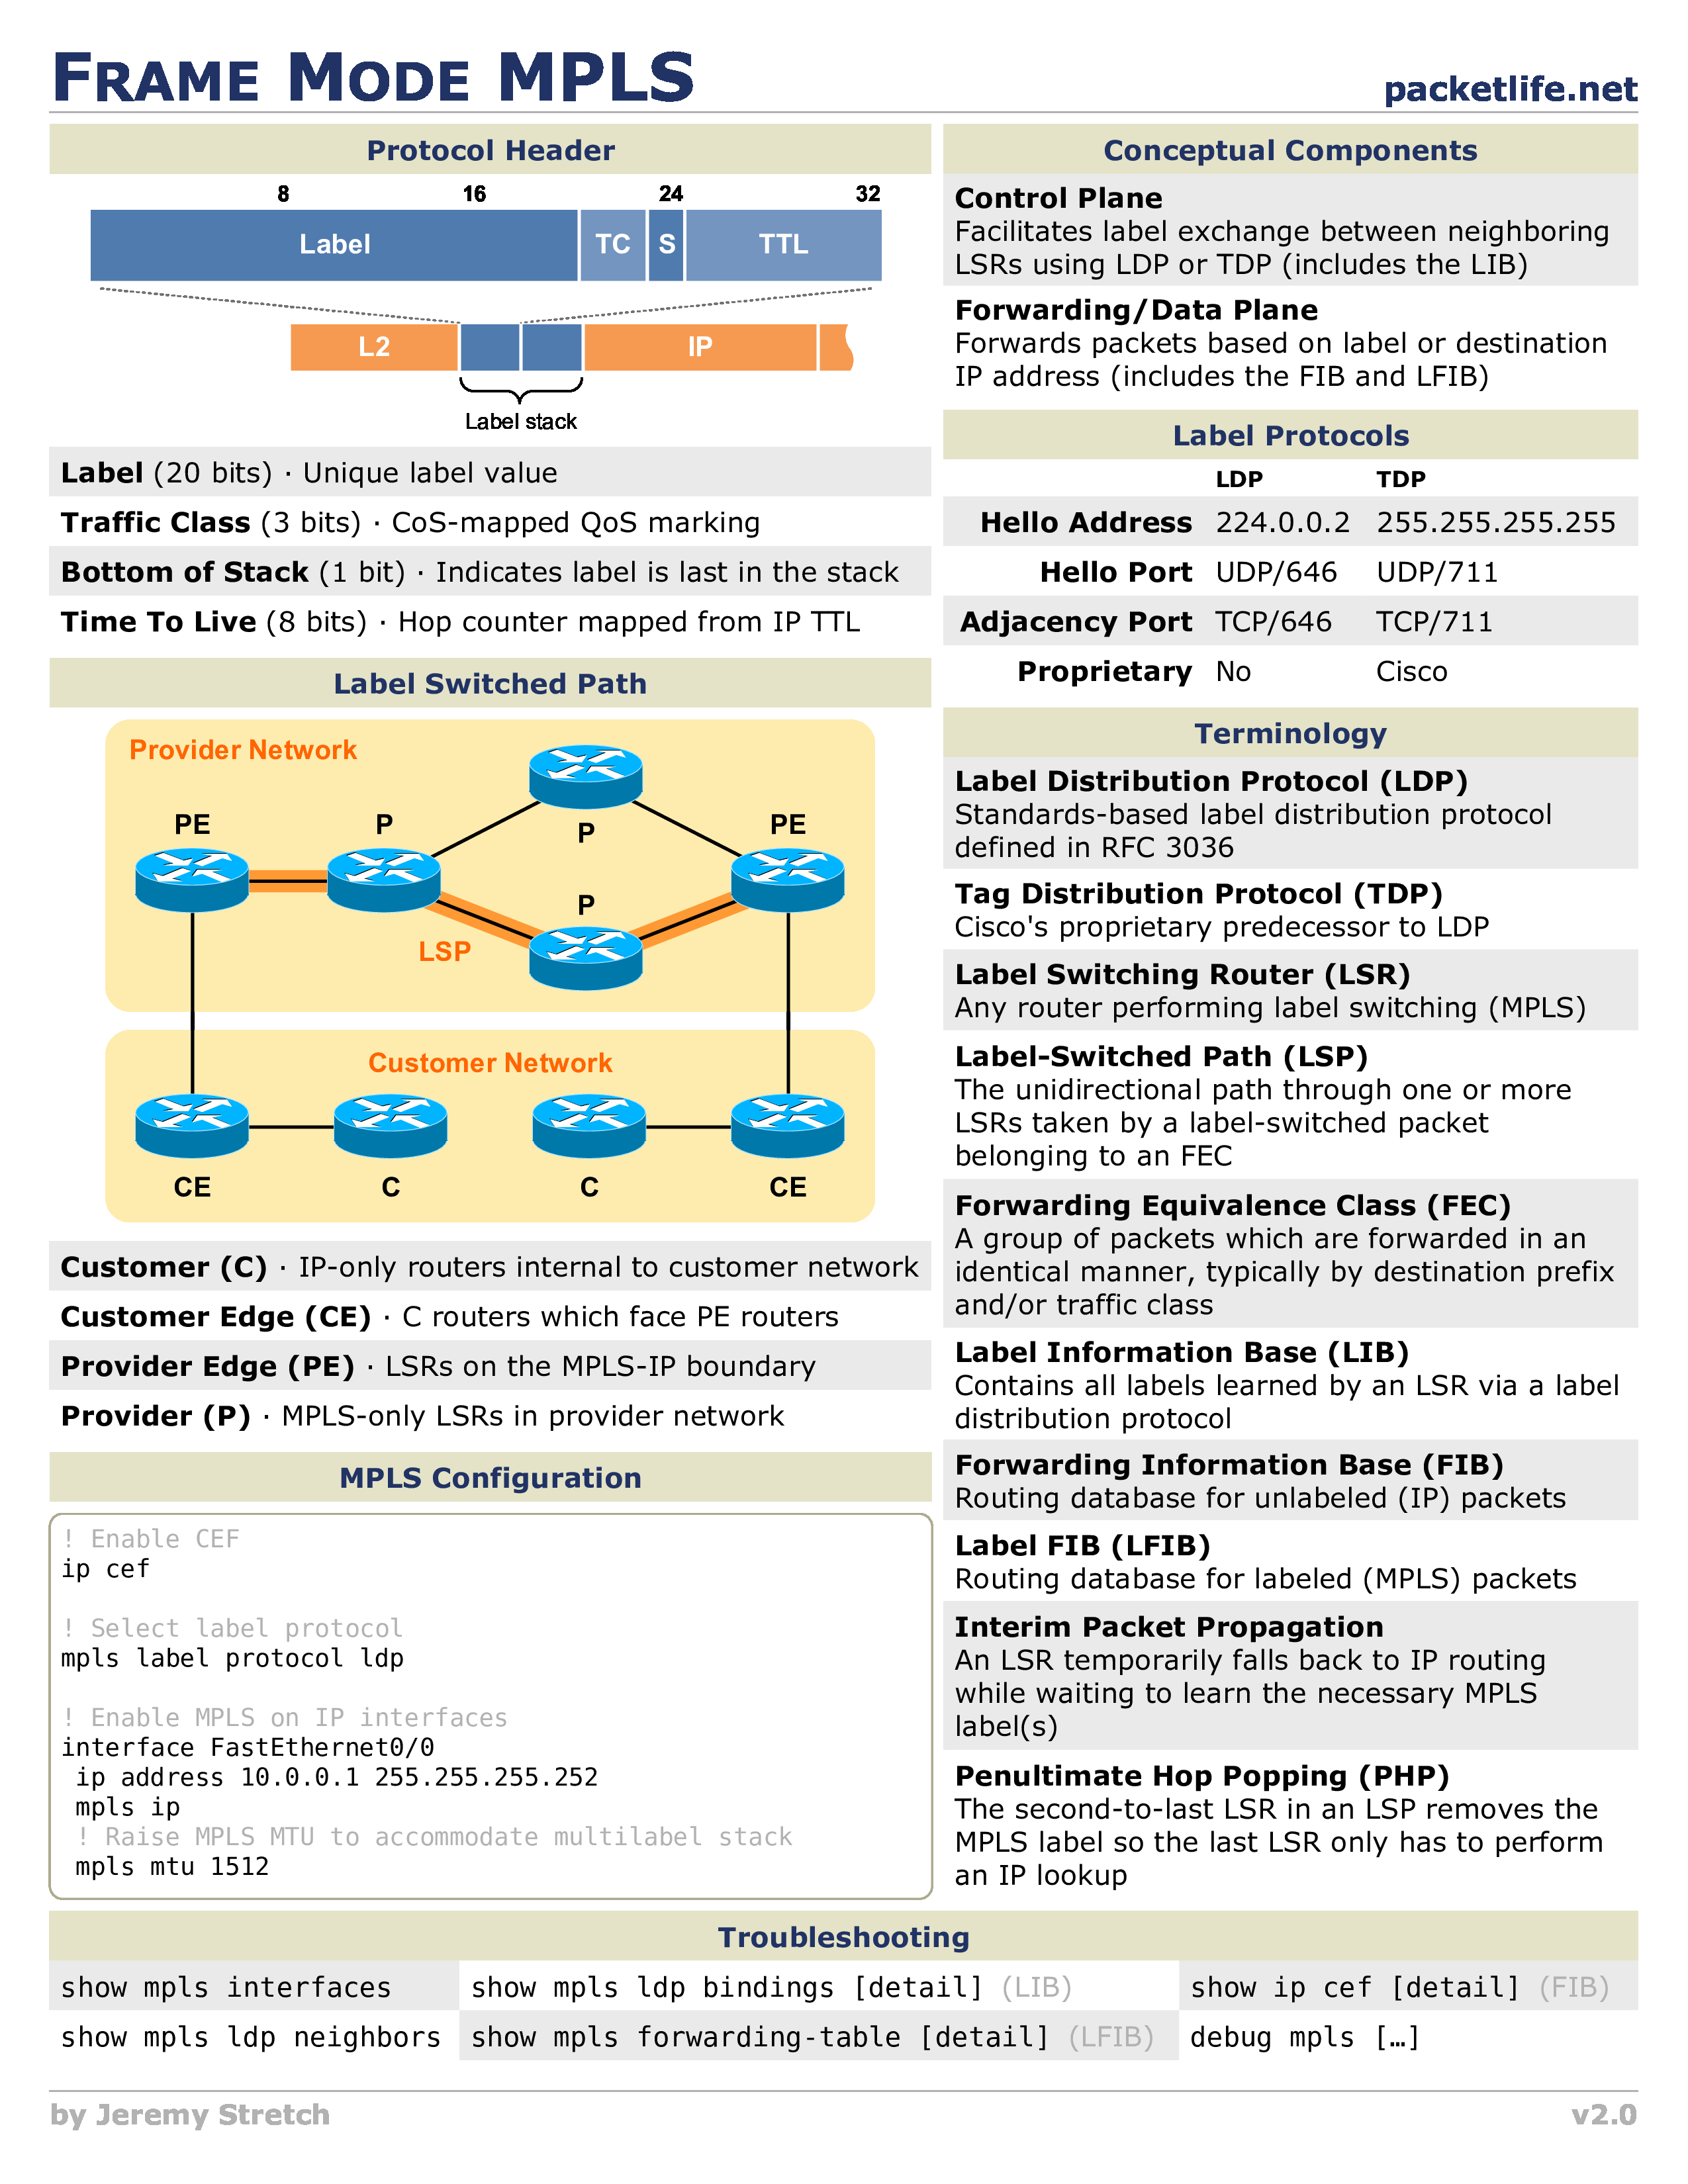 FRAME MODE MPLS
packetlife.net
Protocol Header
8 16 24 32
Label TC S TTL
L2 IP
Label stack
Label (20 bits) · Unique label value
Traffic Class (3 bits) · CoS-mapped QoS marking
Bottom of Stack (1 bit) · Indicates label is last in the stack
Time To Live (8 bits) · Hop counter mapped from IP TTL
Label Switched Path
Provider Network
PE P P PE
P
LSP
Customer Network
CE C C CE
Customer (C) · IP-only routers internal to customer network
Customer Edge (CE) · C routers which face PE routers
Provider Edge (PE) · LSRs on the MPLS-IP boundary
Provider (P) · MPLS-only LSRs in provider network
MPLS Configuration
! Enable CEF
ip cef
! Select label protocol
mpls label protocol ldp
! Enable MPLS on IP interfaces
interface FastEthernet0/0
ip address 10.0.0.1 255.255.255.252
mpls ip
! Raise MPLS MTU to accommodate multilabel stack
mpls mtu 1512
Conceptual Components
Control Plane
Facilitates label exchange between neighboring
LSRs using LDP or TDP (includes the LIB)
Forwarding/Data Plane
Forwards packets based on label or destination
IP address (includes the FIB and LFIB)
Label Protocols
LDP TDP
Hello Address 224.0.0.2 255.255.255.255
Hello Port UDP/646 UDP/711
Adjacency Port TCP/646 TCP/711
Proprietary No Cisco
Terminology
Label Distribution Protocol (LDP)
Standards-based label distribution protocol
defined in RFC 3036
Tag Distribution Protocol (TDP)
Cisco's proprietary predecessor to LDP
Label Switching Router (LSR)
Any router performing label switching (MPLS)
Label-Switched Path (LSP)
The unidirectional path through one or more
LSRs taken by a label-switched packet
belonging to an FEC
Forwarding Equivalence Class (FEC)
A group of packets which are forwarded in an
identical manner, typically by destination prefix
and/or traffic class
Label Information Base (LIB)
Contains all labels learned by an LSR via a label
distribution protocol
Forwarding Information Base (FIB)
Routing database for unlabeled (IP) packets
Label FIB (LFIB)
Routing database for labeled (MPLS) packets
Interim Packet Propagation
An LSR temporarily falls back to IP routing
while waiting to learn the necessary MPLS
label(s)
Penultimate Hop Popping (PHP)
The second-to-last LSR in an LSP removes the
MPLS label so the last LSR only has to perform
an IP lookup
Troubleshooting
show mpls interfaces show mpls ldp bindings [detail] (LIB) show ip cef [detail] (FIB)
show mpls ldp neighbors show mpls forwarding-table [detail] (LFIB) debug mpls […]
by Jeremy Stretch
v2.0